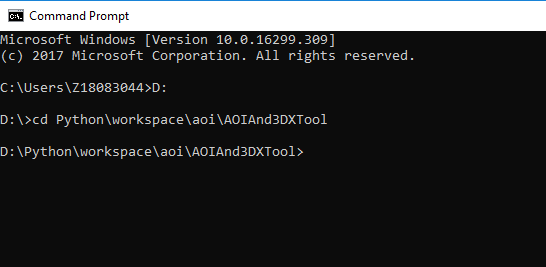 Command Prompt
Microsoft Windows [Version 10.0.16299.309]
(c) 2017 Microsoft Corporation. All rights reserved.
C:\Users\Z18083044>D:
D:\>cd Python\workspace\aoi\AOIAnd3DXTool
D:\Python\workspace\aoi\AOIAnd3DXTool>